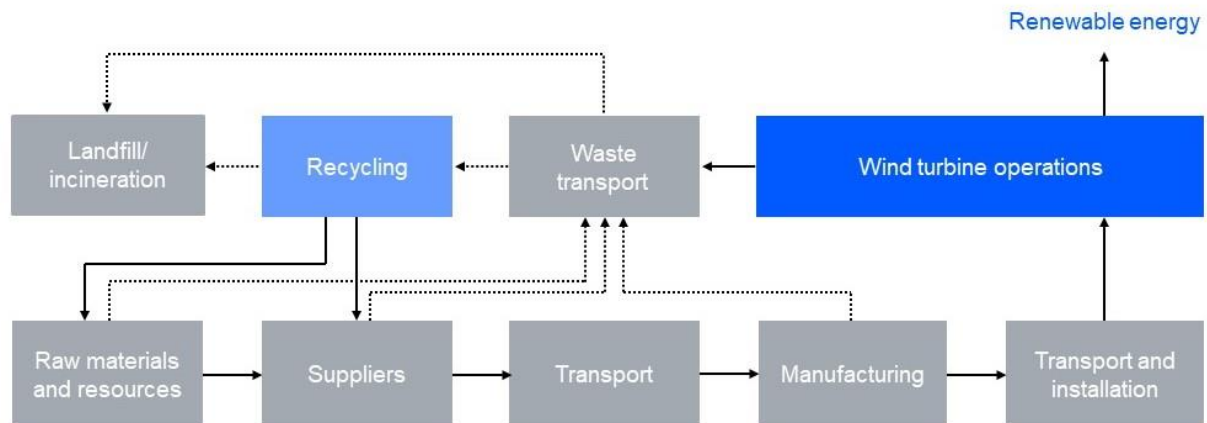 Renewable energy
Landfill/
incineration
Recycling
Waste
transport
Wind turbine operations
Raw materials
and resources
Suppliers
Transport
Manufacturing
Transport and
installation